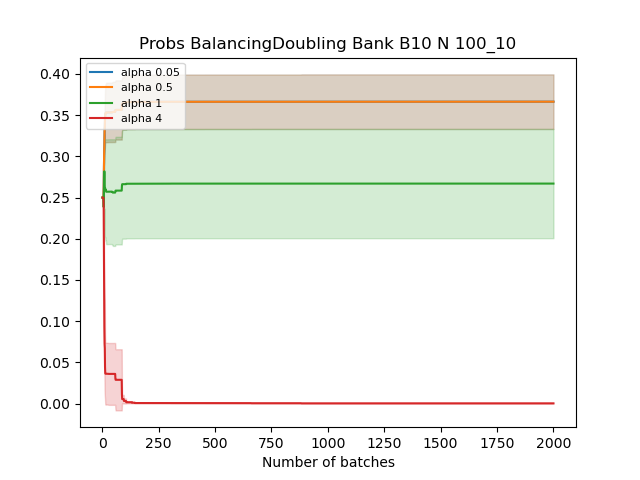 Probs BalancingDoubling Bank B10 N 100_10
alpha 0.05
alpha 0.5
alpha 1
alpha 4
0.40
0.35
0.30
0.25
0.20
0.15
0.10
0.05
0.00
0 250 500 750 1000 1250 1500 1750 2000
Number of batches